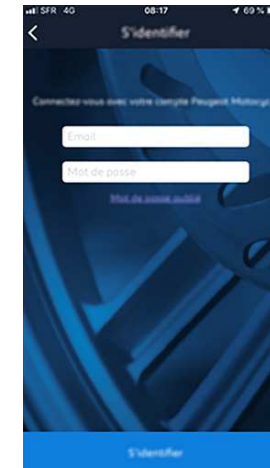 SFR 4G 08:17 69 %
S'identifier
Connectez-vous avec votre compte Peugeot Motocyc
Email
Mot de passe
Mot de passe oublié
S'identifier